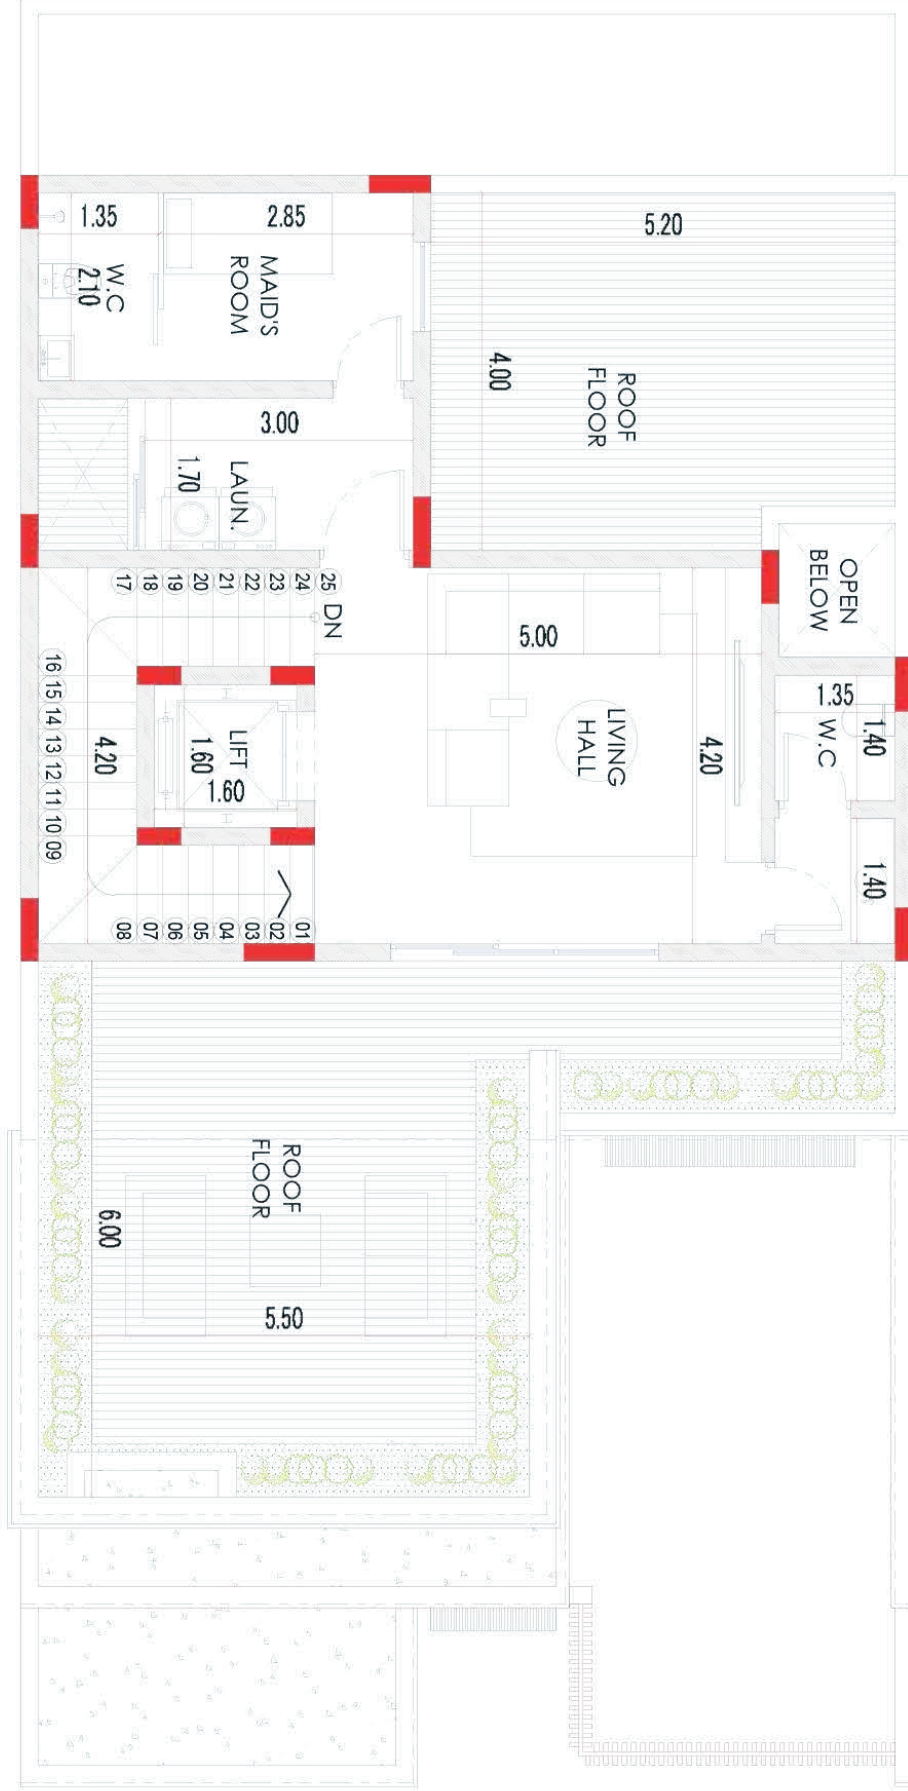 1.35
2.85
5.20
W.C
2.10
MAID'S
ROOM
4.00
ROOF
FLOOR
3.00
1.70
LAUN.
OPEN
BELOW
17
18
19
20
21
22
23
24
25
DN
5.00
1.35
1.40
W.C
16 15 14 13 12 11 10 09
4.20
LIFT
1.60
1.60
LIVING
HALL
4.20
1.40
08
07
06
05
04
03
02
01
ROOF
FLOOR
6.00
5.50